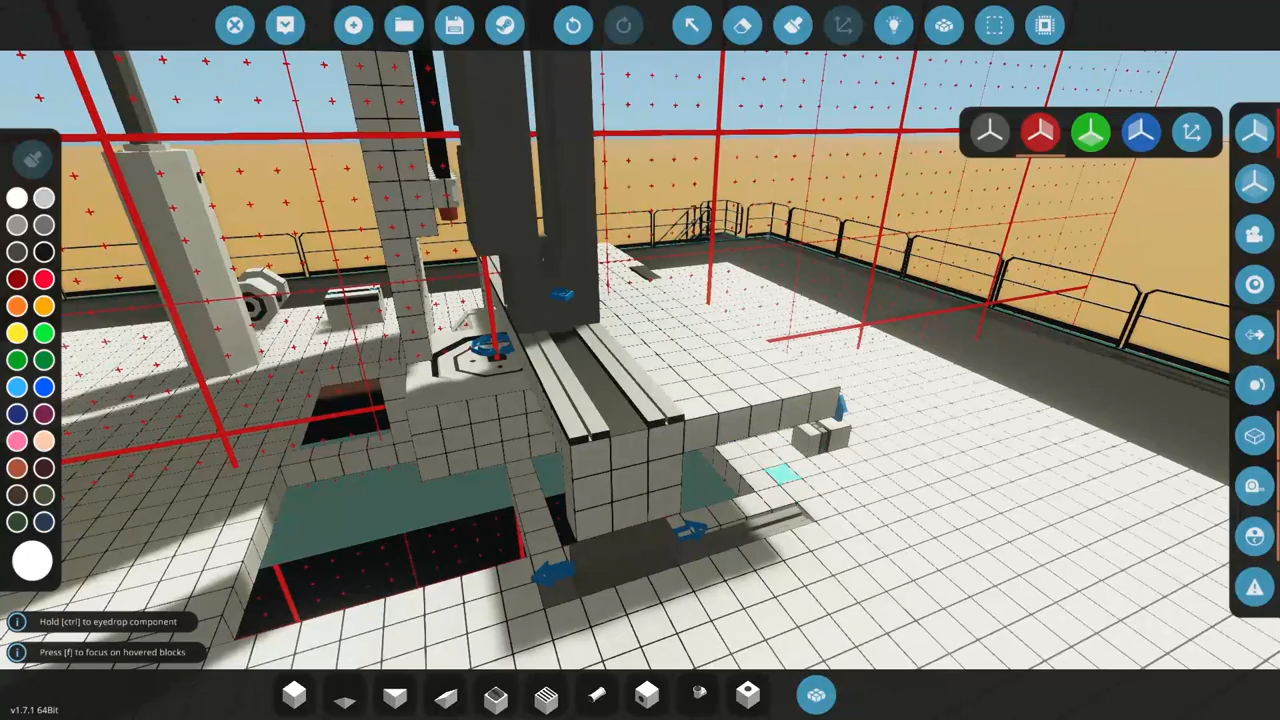 Hold [ctrl] to eyedrop component
Press [f] to focus on hovered blocks
v1.7.1 64Bit